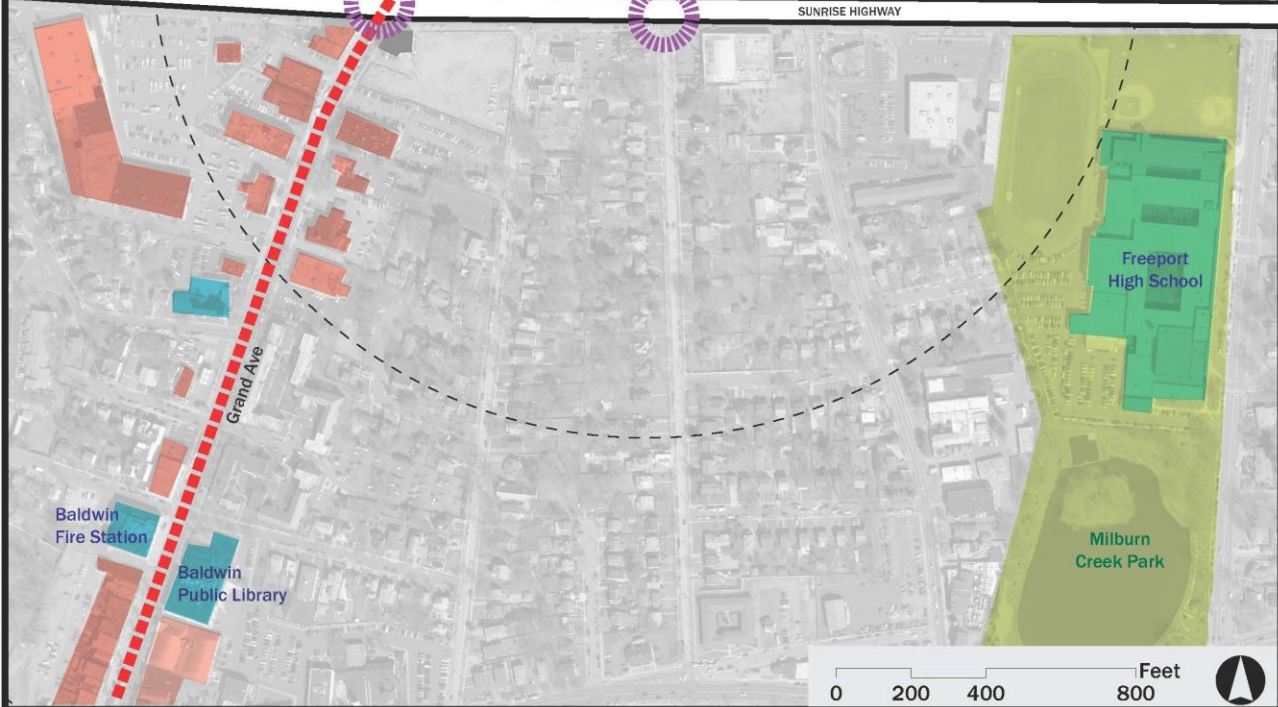 SUNRISE HIGHWAY
Freeport
High School
Grand Ave
Baldwin
Fire Station
Baldwin
Public Library
Milburn
Creek Park
Feet
0 200 400 800